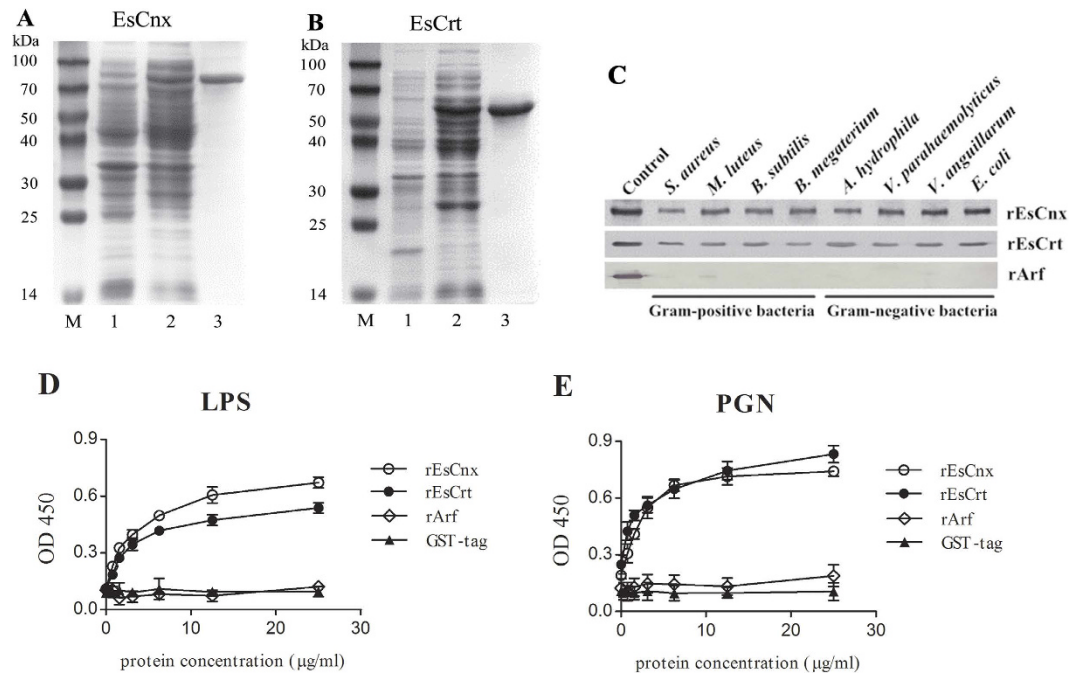 A
EsCnx
kDa
100
70
50
40
30
25
14
M 1 2 3
B
EsCrt
kDa
100
70
50
40
30
25
14
M 1 2 3
C
Control
S. aureus
M. luteus
B. subtilis
B. megaterium
A. hydrophila
V. parahaemolyticus
V. anguillarum
E. coli
rEsCnx
rEsCrt
rArf
Gram-positive bacteria
Gram-negative bacteria
D
LPS
OD 450
0.9
0.6
0.3
0.0
0 10 20 30
protein concentration (μg/ml)
rEsCnx
rEsCrt
rArf
GST-tag
E
PGN
OD 450
0.9
0.6
0.3
0.0
0 10 20 30
protein concentration (μg/ml)
rEsCnx
rEsCrt
rArf
GST-tag